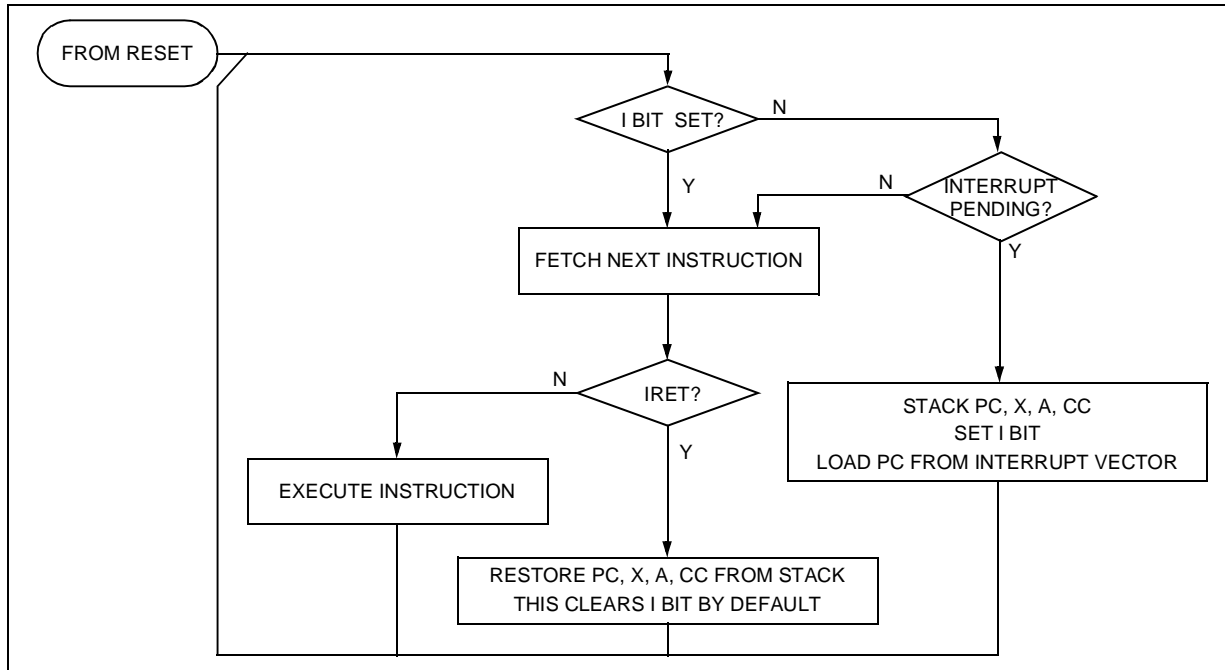 FROM RESET
I BIT SET?
N
Y
N
INTERRUPT
PENDING?
Y
FETCH NEXT INSTRUCTION
N
IRET?
Y
STACK PC, X, A, CC
SET I BIT
LOAD PC FROM INTERRUPT VECTOR
EXECUTE INSTRUCTION
RESTORE PC, X, A, CC FROM STACK
THIS CLEARS I BIT BY DEFAULT